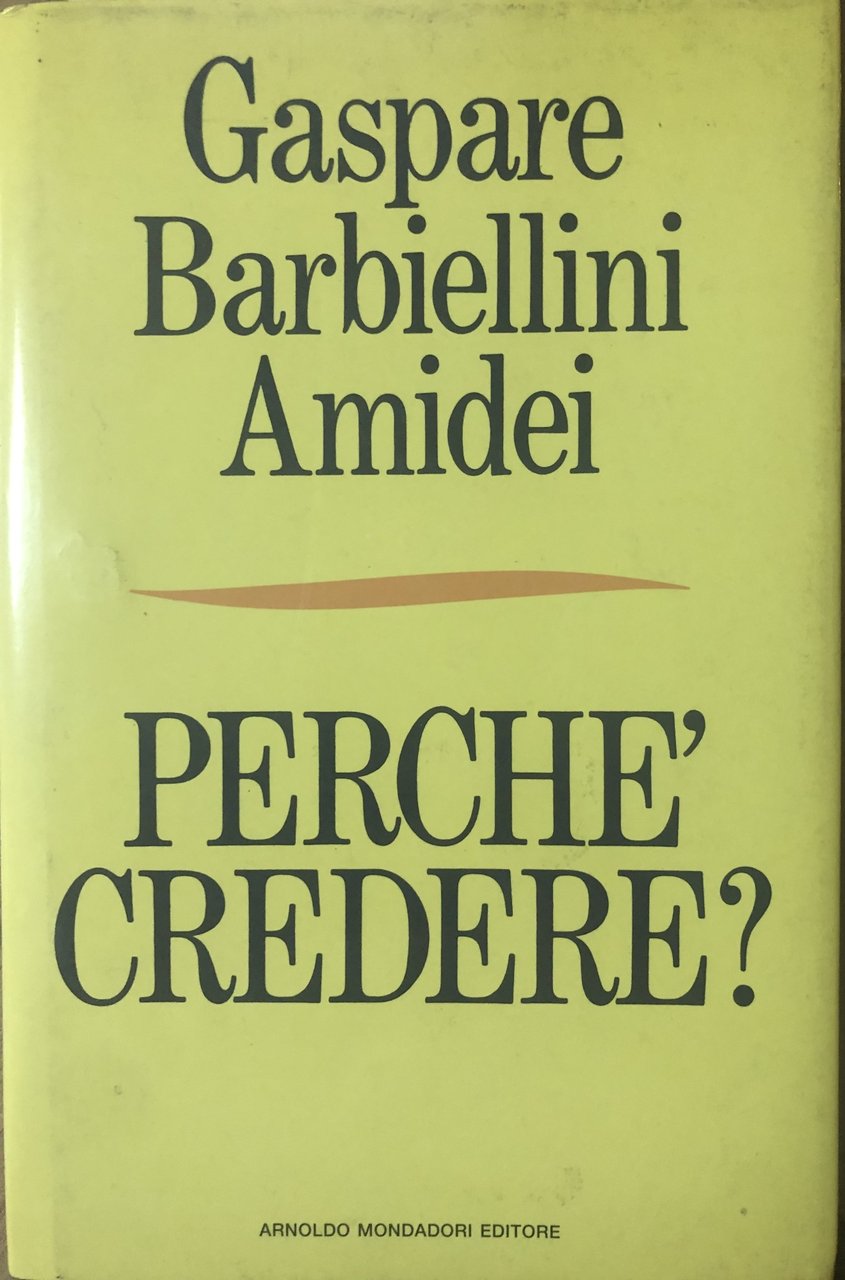 Gaspare
Barbiellini
Amidei
PERCHE'
CREDERE?
ARNOLDO MONDADORI EDITORE